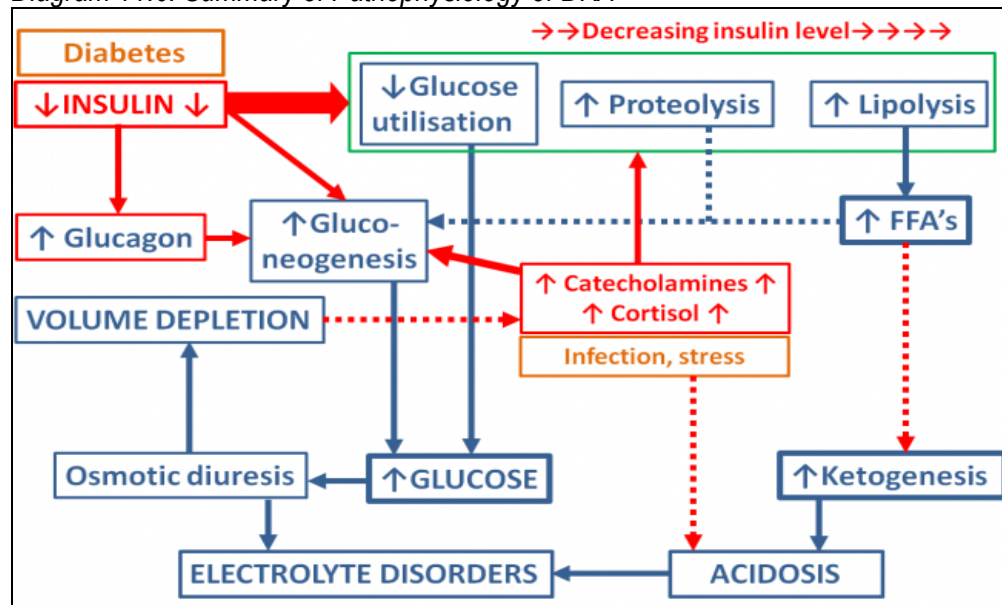 Diabetes
→→Decreasing insulin level→→→→
↓INSULIN ↓
↓Glucose
utilisation
↑ Proteolysis
↑ Lipolysis
↑ Glucagon
↑Gluco-
neogenesis
↑ FFA's
↑ Catecholamines ↑
↑ Cortisol ↑
VOLUME DEPLETION
Infection, stress
Osmotic diuresis
↑GLUCOSE
↑Ketogenesis
ELECTROLYTE DISORDERS
ACIDOSIS